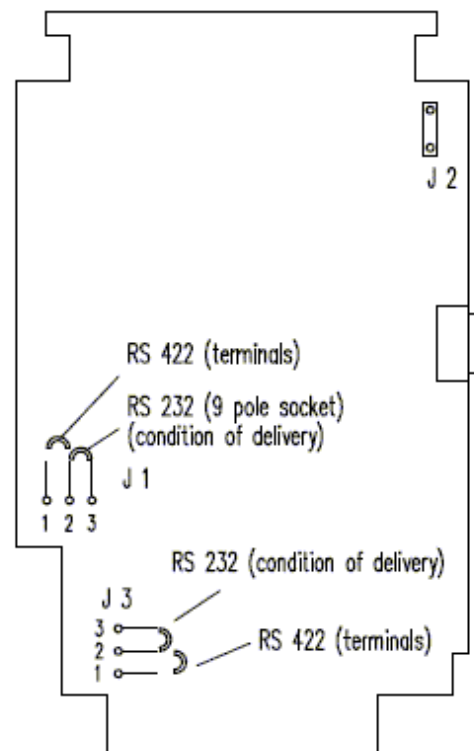 J 2
RS 422 (terminals)
RS 232 (9 pole socket)
(condition of delivery)
J 1
1 2 3
RS 232 (condition of delivery)
J 3
3
2
RS 422 (terminals)
1